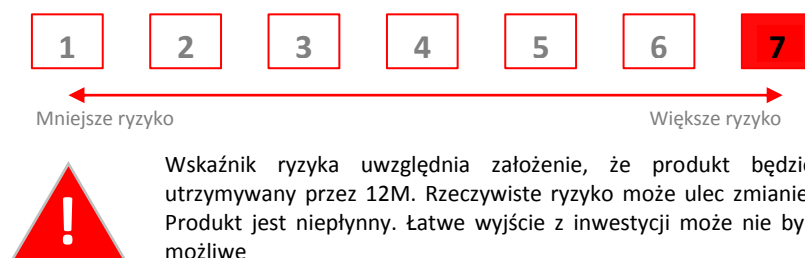 1 2 3 4 5 6 7
Mniejsze ryzyko Większe ryzyko
Wskaźnik ryzyka uwzględnia założenie, że produkt będzie
utrzymywany przez 12M. Rzeczywiste ryzyko może ulec zmianie
Produkt jest niepłynny. Łatwe wyjście z inwestycji może nie by
możliwe
!